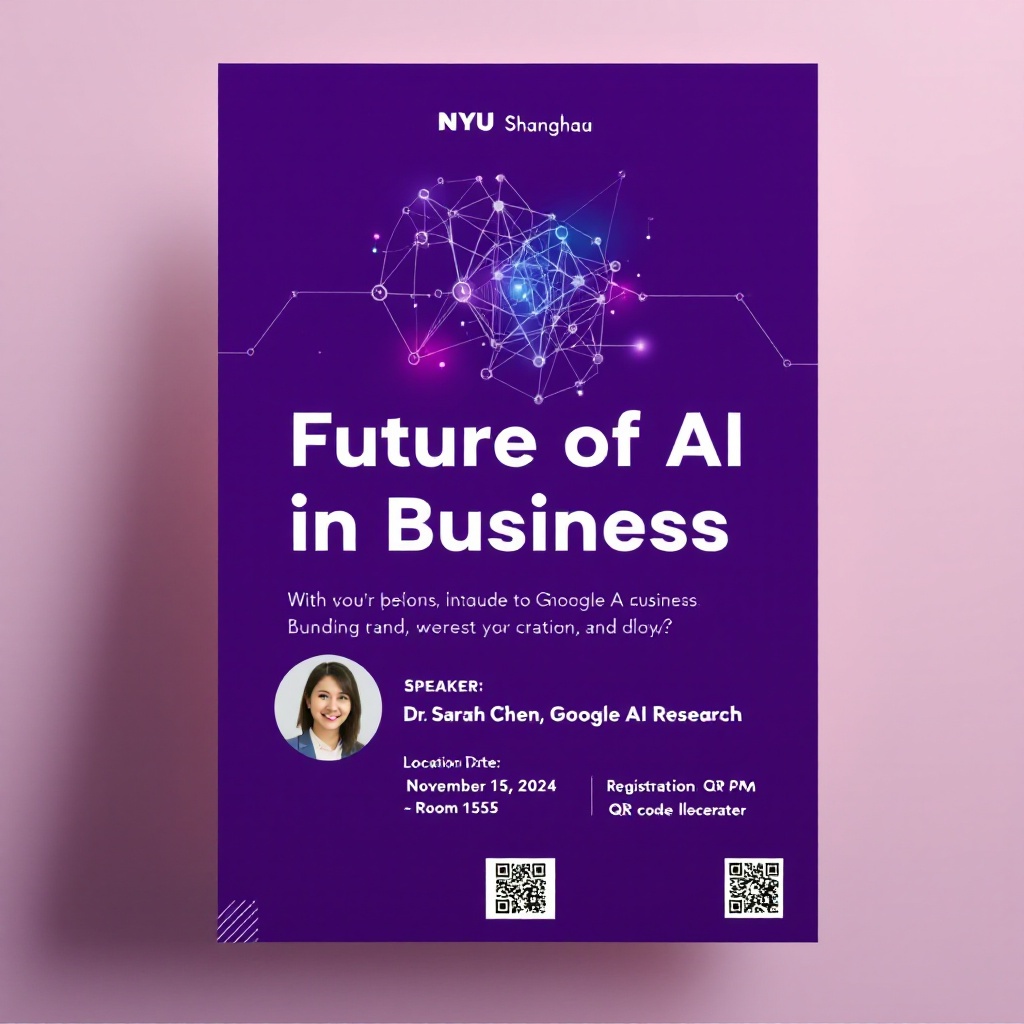 NYU Shanghau
Future of AI
in Business
With vou'r pelons, intaude to Gnoogle A cusiness
Bunding rand, werest yor cration, and dloy/?
SPEAKER:
Dr. Sarah Chen, Google AI Research
Location Drte:
November 15, 2024
- Room 1555
Registration QR PM
QR code llecerater